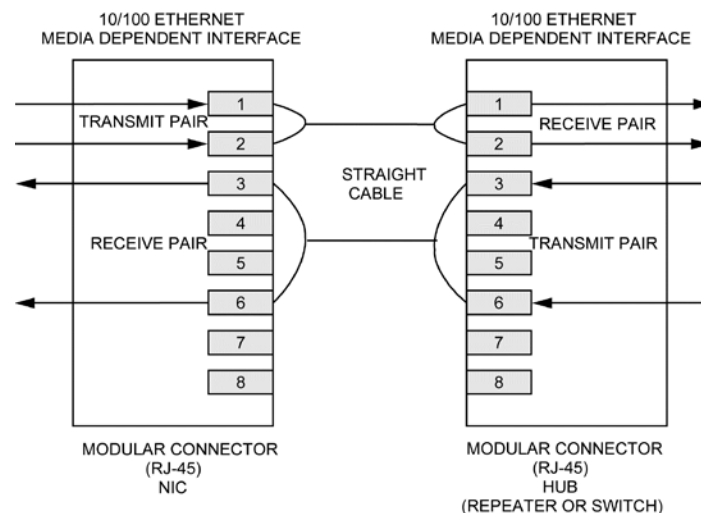 10/100 ETHERNET
MEDIA DEPENDENT INTERFACE
1
TRANSMIT PAIR
2
3
4
RECEIVE PAIR
5
6
7
8
MODULAR CONNECTOR
(RJ-45)
NIC
STRAIGHT
CABLE
10/100 ETHERNET
MEDIA DEPENDENT INTERFACE
1
RECEIVE PAIR
2
3
4
TRANSMIT PAIR
5
6
7
8
MODULAR CONNECTOR
(RJ-45)
HUB
(REPEATER OR SWITCH)